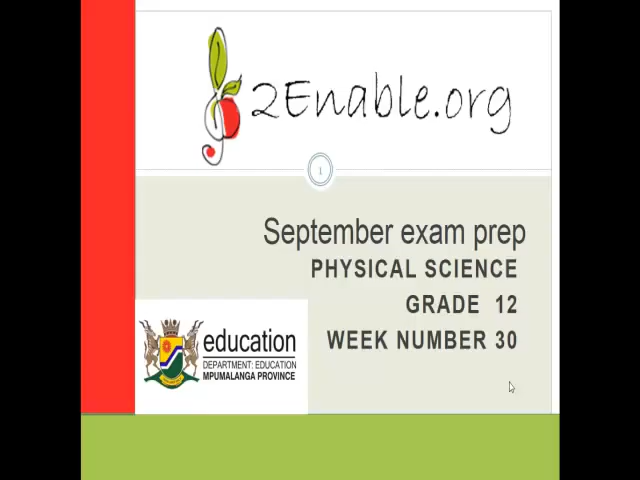 2Enable.org
1
September exam prep
PHYSICAL SCIENCE
GRADE 12
WEEK NUMBER 30
education
DEPARTMENT: EDUCATION
MPUMALANGA PROVINCE